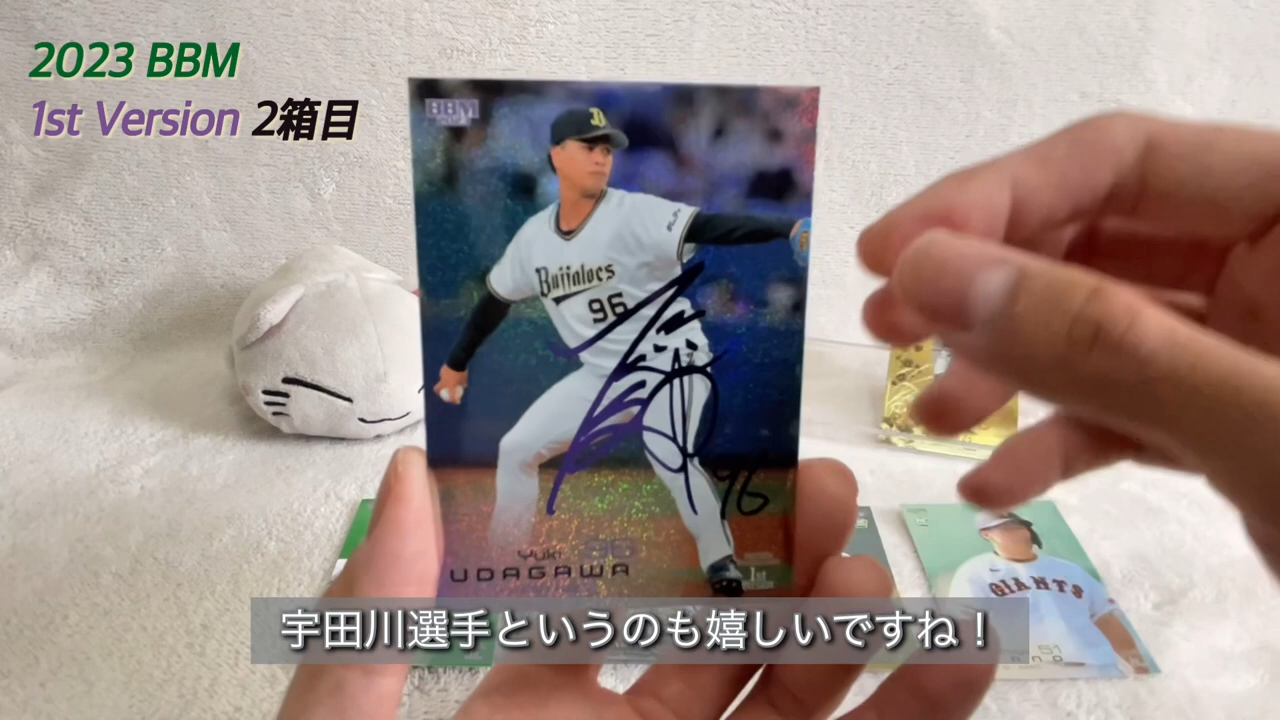 2023 BBM
1st Version 2箱目
BBM
Buffaloes
96
96
Yuki
UDAGAWA
1st
GIANTS
宇田川選手というのも嬉しいですね！